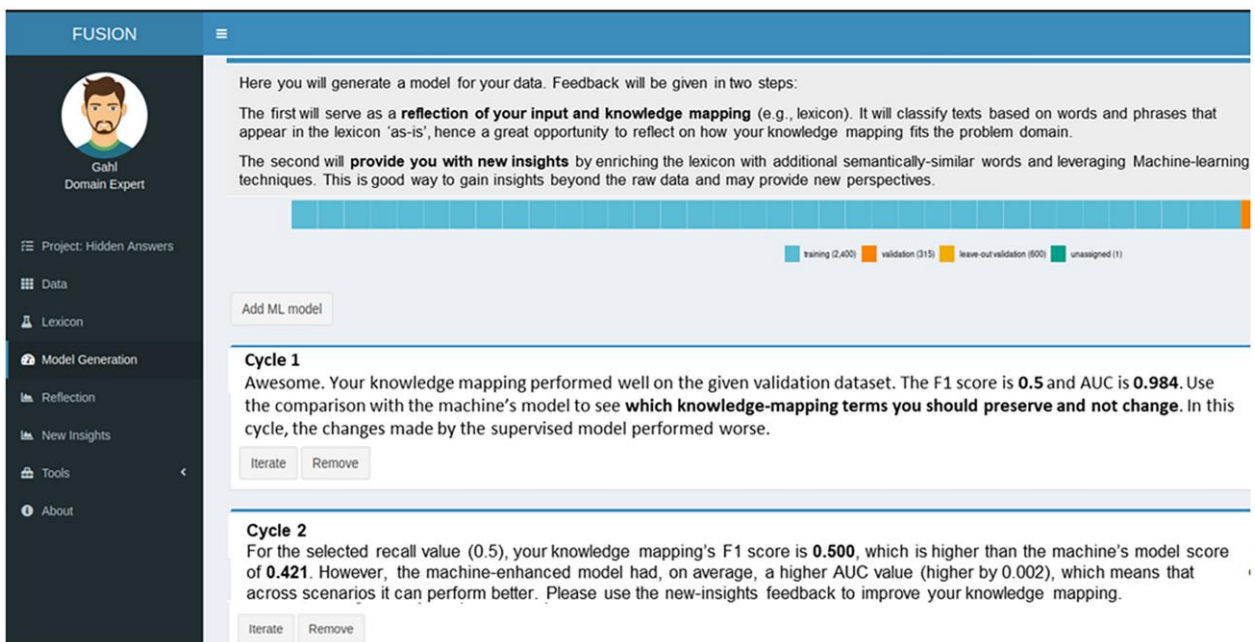 FUSION
Gahl
Domain Expert
Project: Hidden Answers
Data
Lexicon
Model Generation
Reflection
New Insights
Tools
About
Here you will generate a model for your data. Feedback will be given in two steps:
The first will serve as a reflection of your input and knowledge mapping (e.g., lexicon). It will classify texts based on words and phrases that
appear in the lexicon 'as-is', hence a great opportunity to reflect on how your knowledge mapping fits the problem domain.
The second will provide you with new insights by enriching the lexicon with additional semantically-similar words and leveraging Machine-learning
techniques. This is good way to gain insights beyond the raw data and may provide new perspectives.
training (2,400) validation (315) leave-out validation (600) unassigned (1)
Add ML model
Cycle 1
Awesome. Your knowledge mapping performed well on the given validation dataset. The F1 score is 0.5 and AUC is 0.984. Use
the comparison with the machine's model to see which knowledge-mapping terms you should preserve and not change. In this
cycle, the changes made by the supervised model performed worse.
Iterate Remove
Cycle 2
For the selected recall value (0.5), your knowledge mapping's F1 score is 0.500, which is higher than the machine's model score
of 0.421. However, the machine-enhanced model had, on average, a higher AUC value (higher by 0.002), which means that
across scenarios it can perform better. Please use the new-insights feedback to improve your knowledge mapping.
Iterate Remove